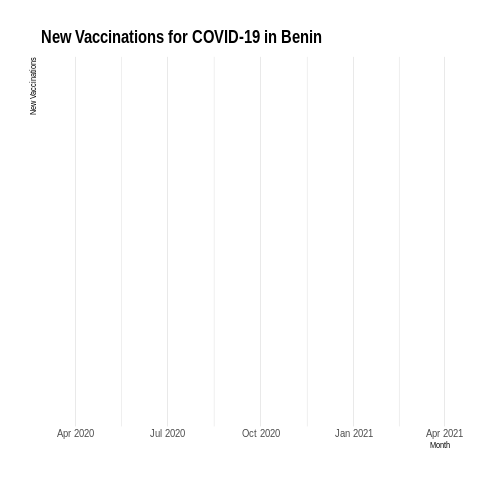 New Vaccinations for COVID-19 in Benin
New Vaccinations
Apr 2020
Jul 2020
Oct 2020
Jan 2021
Apr 2021
Month